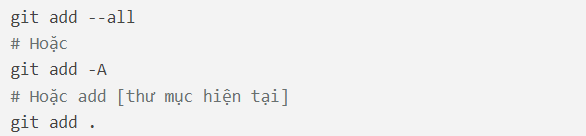 git add --all
# Hoặc
git add -A
# Hoặc add [thư mục hiện tại]
git add .